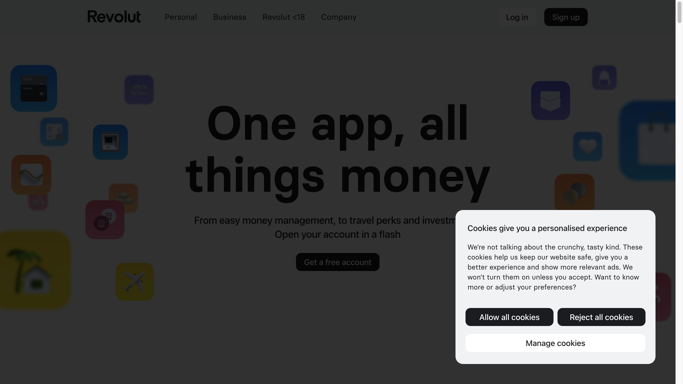 Revolut
Personal
Business
Revolut <18
Company
Log in
Sign up
One app, all
things money
From easy money management, to travel perks and
Open your account in a flash
Get a free account
Cookies give you a personalised experience
We're not talking about the crunchy, tasty kind. These
cookies help us keep our website safe, give you a
better experience and show more relevant ads. We
won't turn them on unless you accept. Want to know
more or adjust your preferences?
Allow all cookies
Reject all cookies
Manage cookies